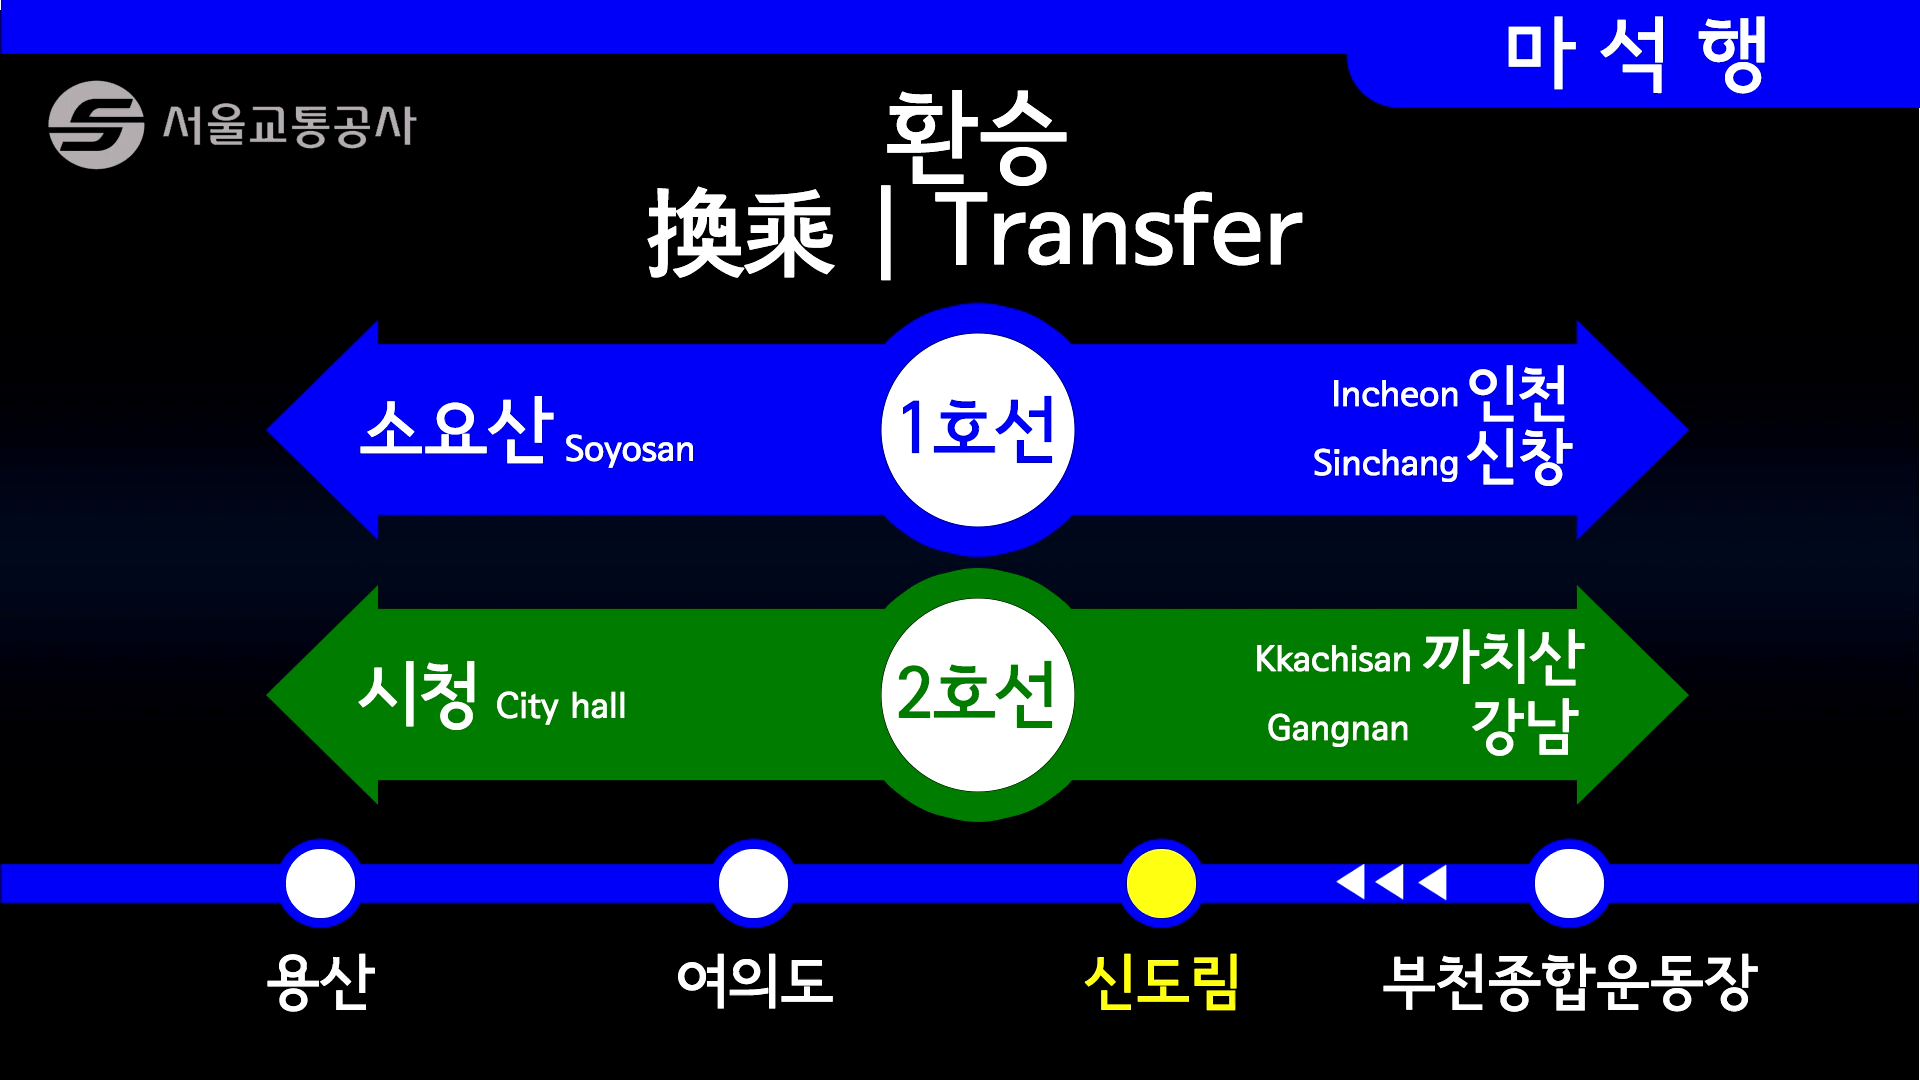 마석행
서울교통공사
환승
換乘 | Transfer
소요산 Soyosan
1호선
Incheon 인천
Sinchang 신창
시청 City hall
2호선
Kkachisan 까치산
Gangnan 강남
용산
여의도
신도림
부천종합운동장